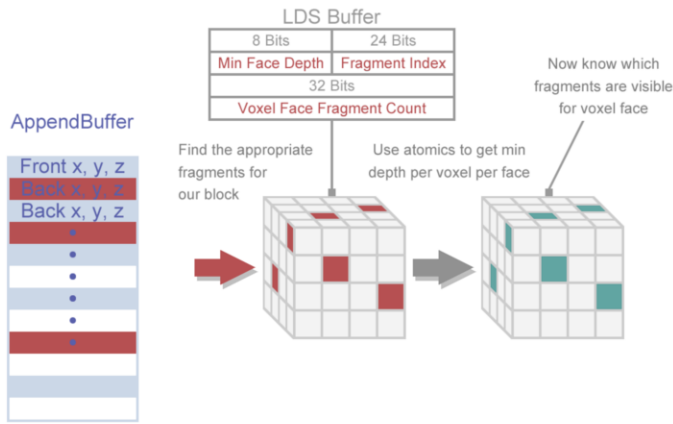 LDS Buffer
8 Bits
24 Bits
Min Face Depth
Fragment Index
32 Bits
Voxel Face Fragment Count
AppendBuffer
Front x, y, z
Back x, y, z
Back x, y, z
Find the appropriate
fragments for
our block
Use atomics to get min
depth per voxel per face
Now know which
fragments are visible
for voxel face